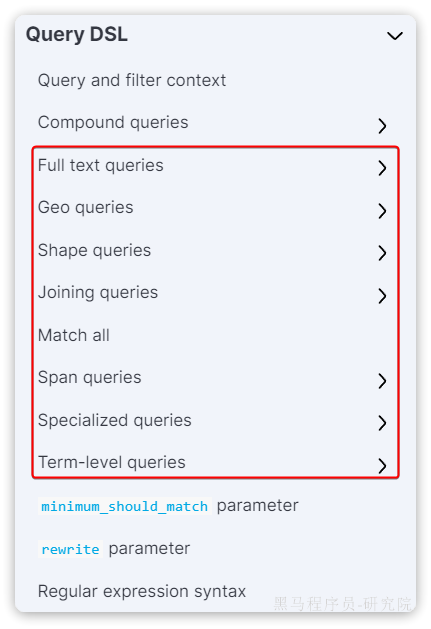 Query DSL
Query and filter context
Compound queries
Full text queries
Geo queries
Shape queries
Joining queries
Match all
Span queries
Specialized queries
Term-level queries
minimum_should_match parameter
rewrite parameter
Regular expression syntax
黑马程序员-研究院